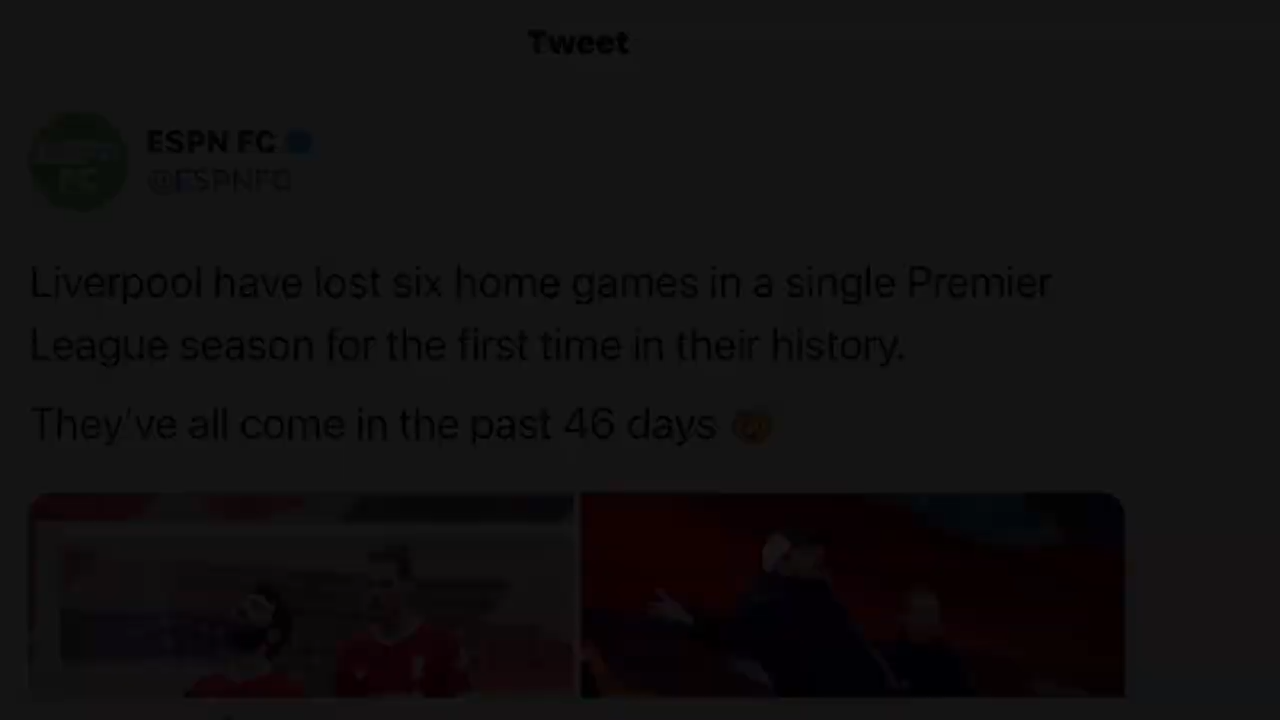 Tweet
ESPN FC
@ESPNFC
Liverpool have lost six home games in a single Premier
League season for the first time in their history.
They've all come in the past 46 days